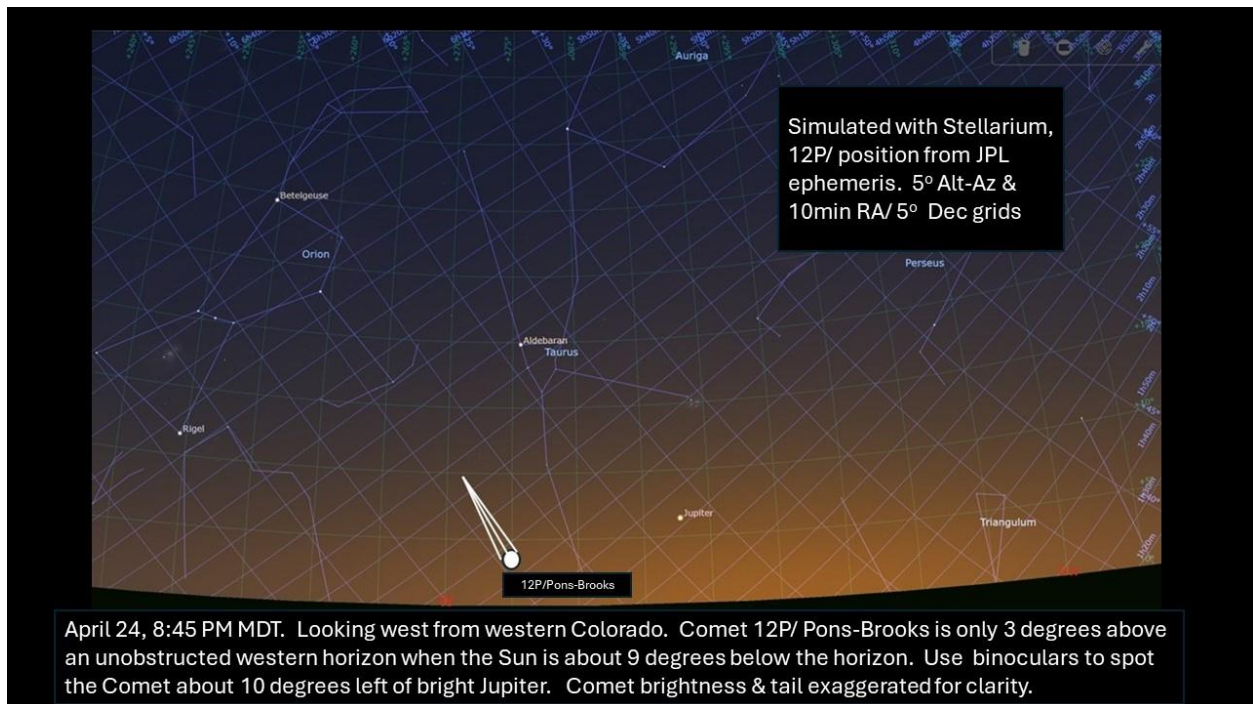 Auriga
Simulated with Stellarium,
12P/ position from JPL
ephemeris. 5° Alt-Az &
10min RA/ 5° Dec grids
Betelgeuse
Orion
Perseus
Aldebaran
Taurus
Rigel
Jupiter
Triangulum
12P/Pons-Brooks
April 24, 8:45 PM MDT. Looking west from western Colorado. Comet 12P/ Pons-Brooks is only 3 degrees above
an unobstructed western horizon when the Sun is about 9 degrees below the horizon. Use binoculars to spot
the Comet about 10 degrees left of bright Jupiter. Comet brightness & tail exaggerated for clarity.